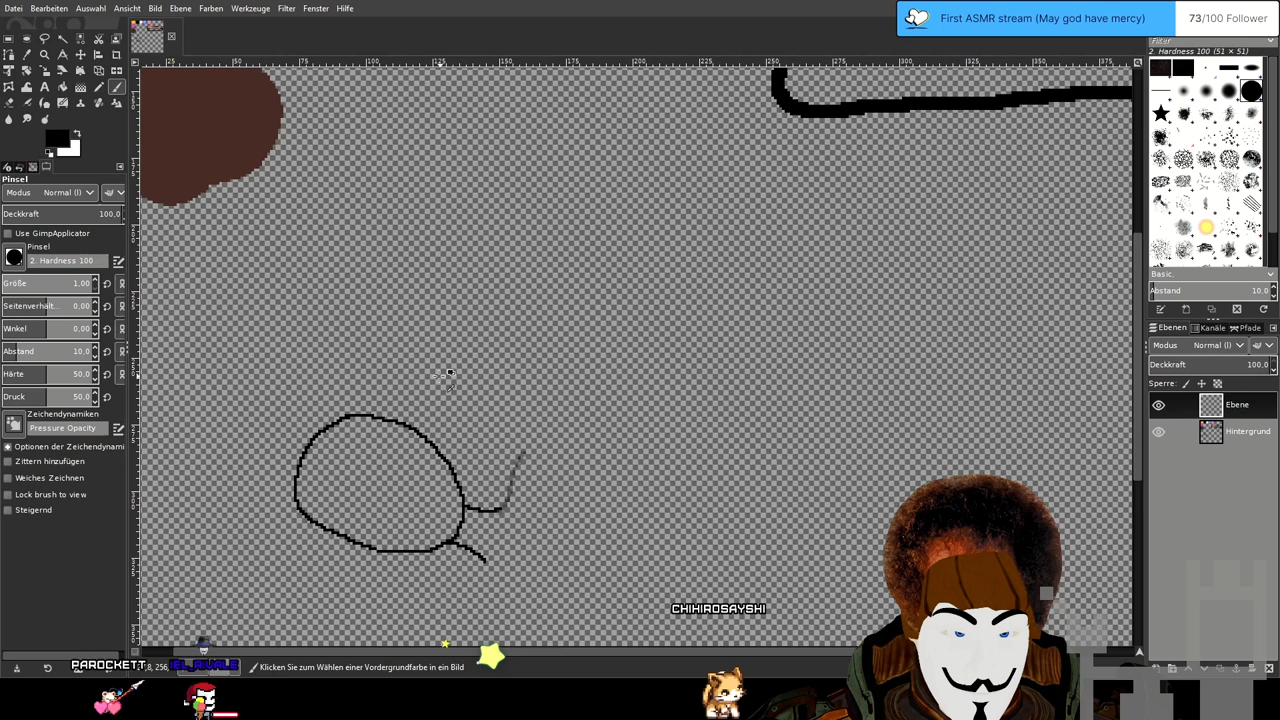 Datei Bearbeiten Auswahl Ansicht Bild Ebene Farben Werkzeuge Filter Fenster Hilfe
First ASMR stream (May god have mercy)
73/100 Follower
Filter
2. Hardness 100 (51 × 51)
Pinsel
Modus Normal (l)
Deckkraft 100,0
Use GimpApplicator
Pinsel
2. Hardness 100
Größe 1,00
Seitenverhält... 0,00
Winkel 0,00
Abstand 10,0
Härte 50,0
Druck 50,0
Zeichendynamiken
Pressure Opacity
Optionen der Zeichendynami
Zittern hinzufügen
Weiches Zeichnen
Lock brush to view
Steigernd
Basic,
Abstand 10,0
Ebenen Kanäle Pfade
Modus Normal (l)
Deckkraft 100,0
Sperre:
Ebene
Hintergrund
CHIHIROSAYSHI
PAROCKETT
Klicken Sie zum Wählen einer Vordergrundfarbe in ein Bild